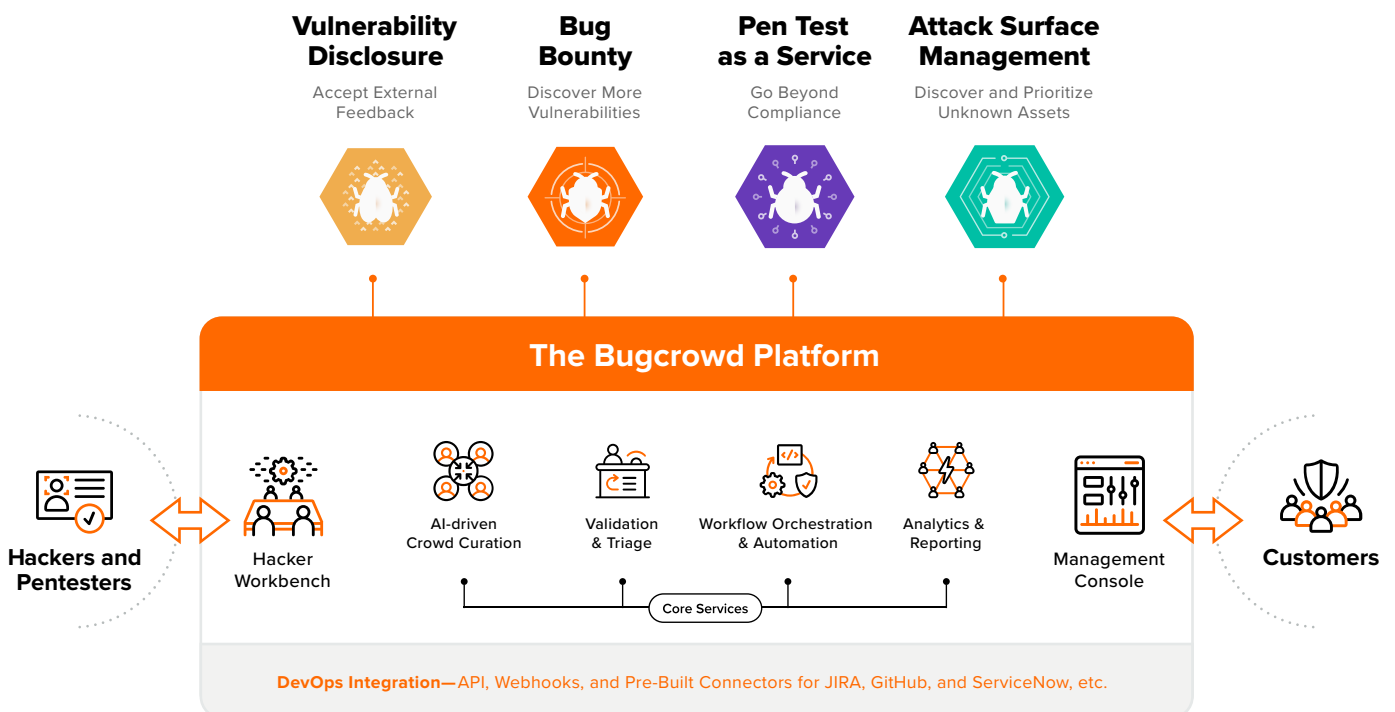 Vulnerability
Disclosure
Accept External
Feedback
Bug
Bounty
Discover More
Vulnerabilities
Pen Test
as a Service
Go Beyond
Compliance
Attack Surface
Management
Discover and Prioritize
Unknown Assets
The Bugcrowd Platform
Hackers and
Pentesters
Hacker
Workbench
AI-driven
Crowd Curation
Validation
& Triage
Workflow Orchestration
& Automation
Analytics &
Reporting
Core Services
Management
Console
Customers
DevOps Integration—API, Webhooks, and Pre-Built Connectors for JIRA, GitHub, and ServiceNow, etc.